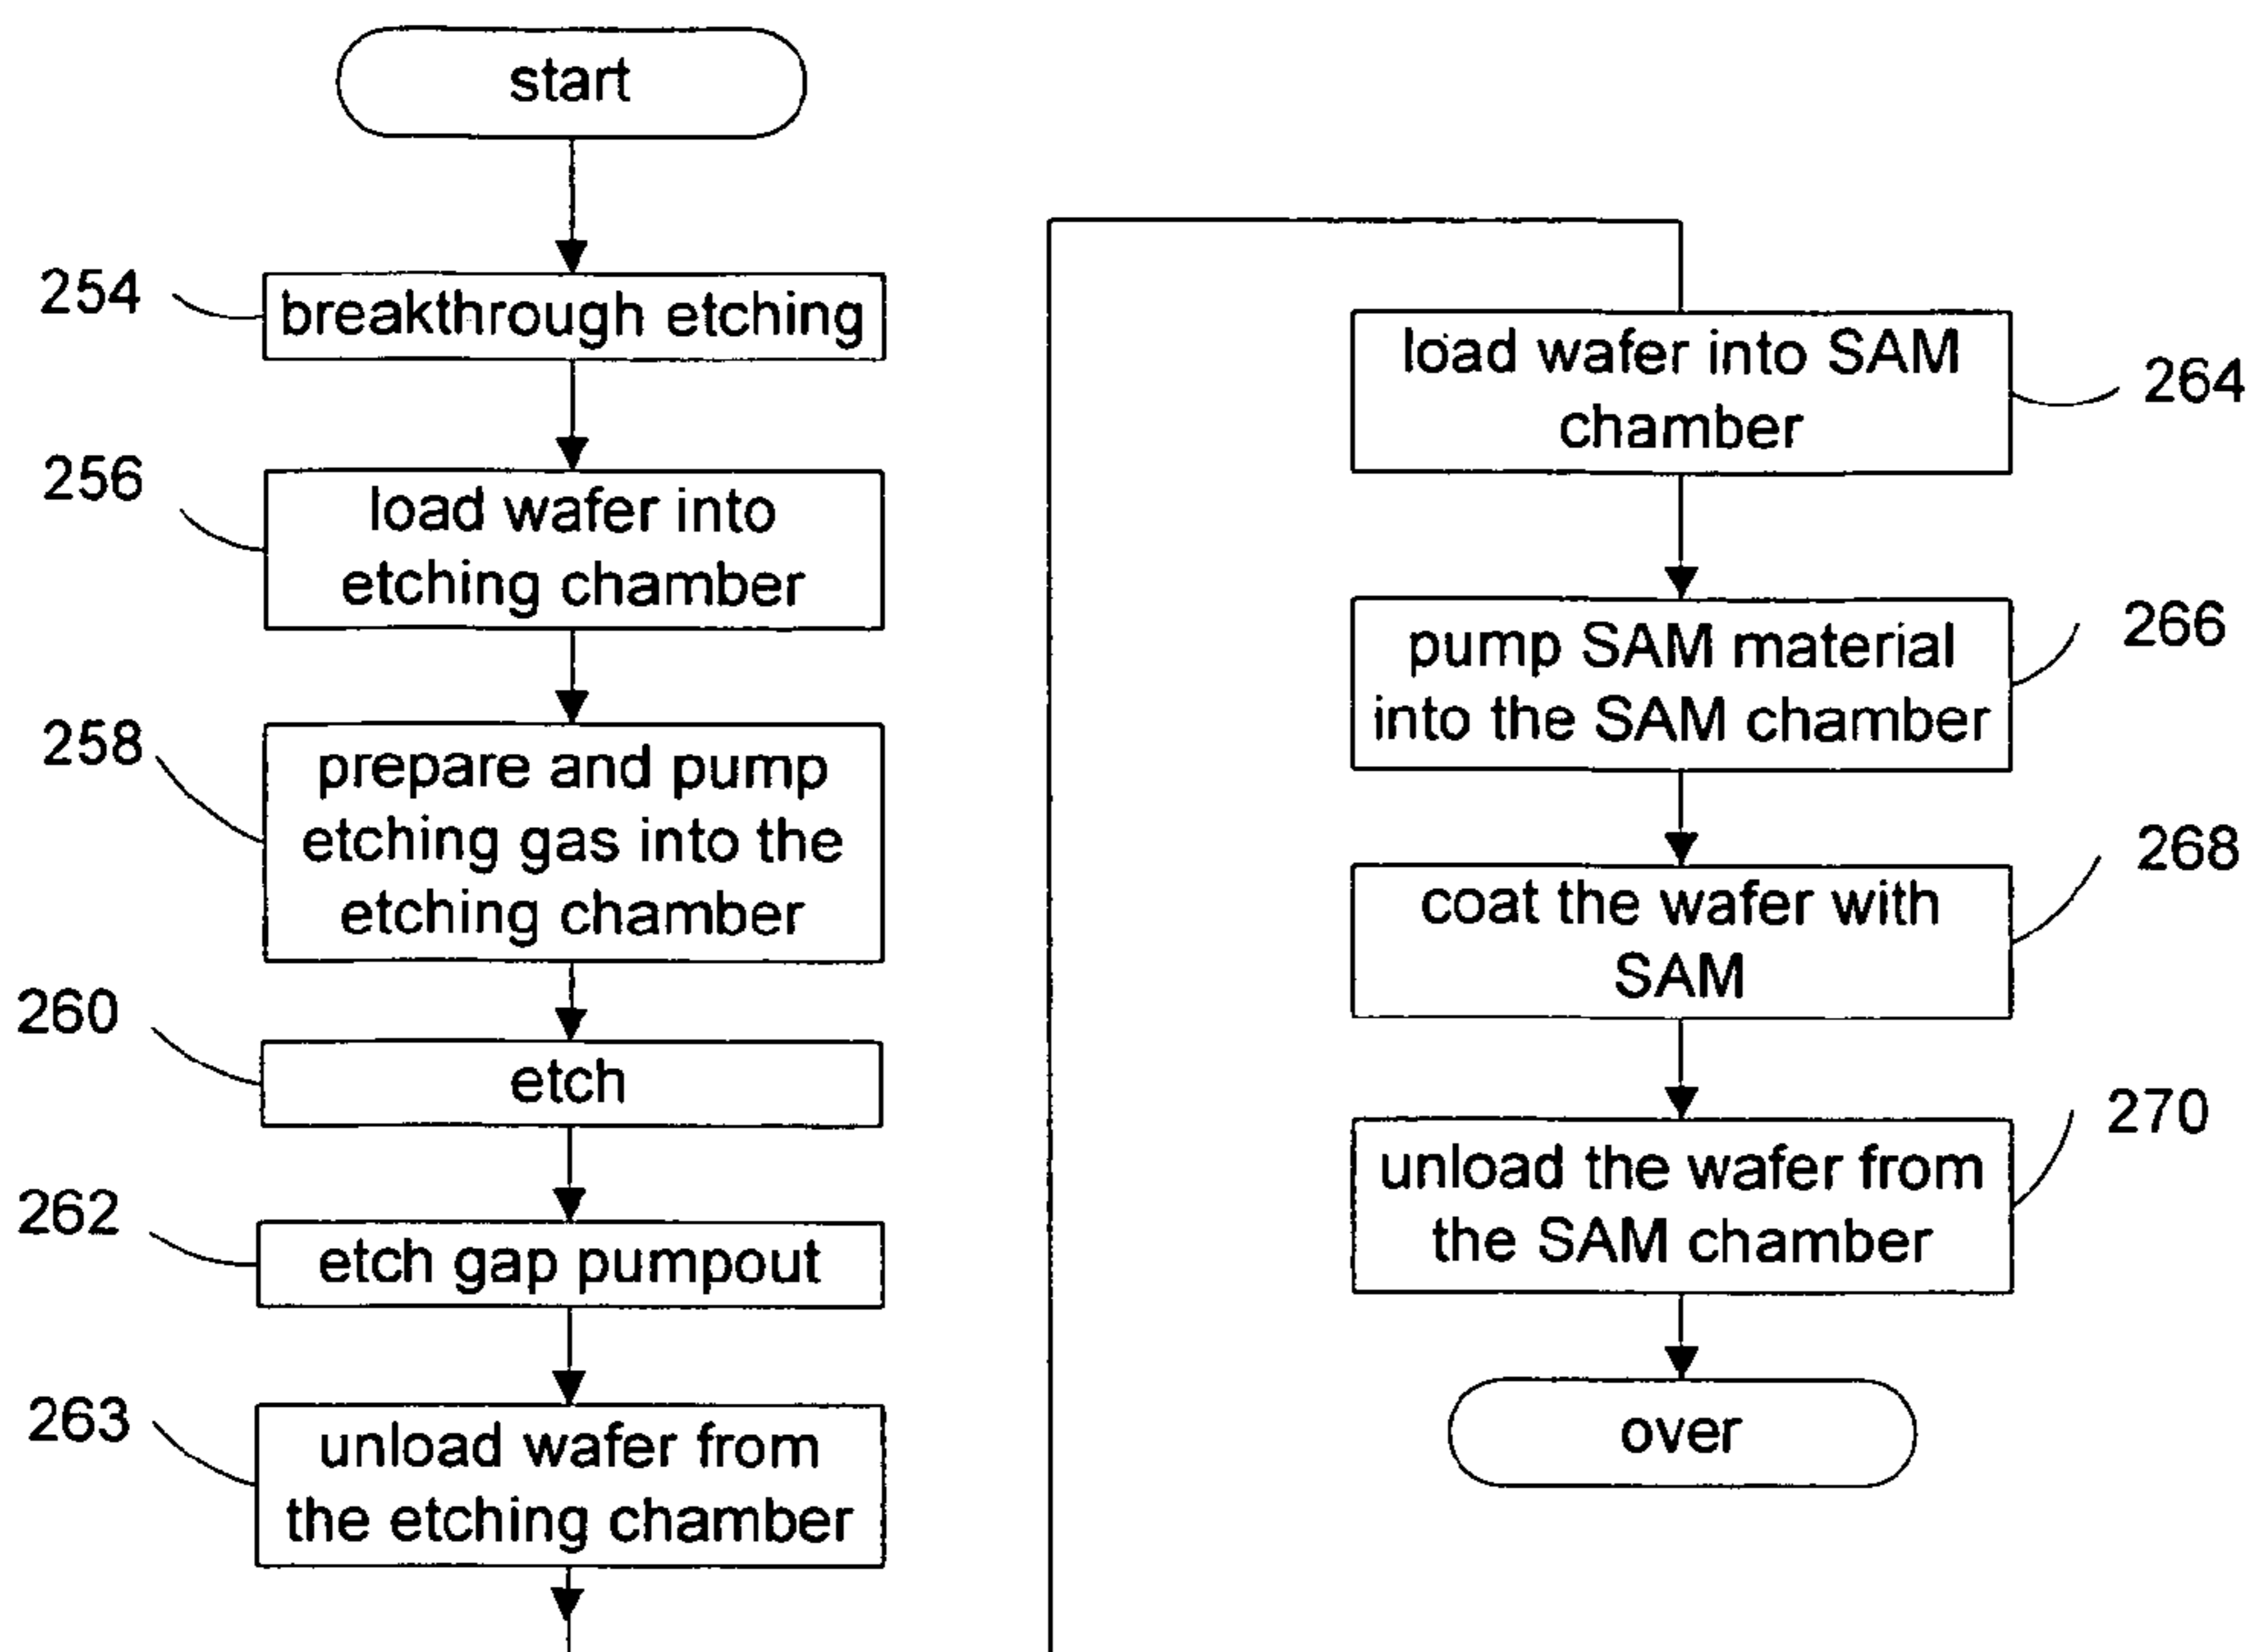 start
254
breakthrough etching
256
load wafer into
etching chamber
258
prepare and pump
etching gas into the
etching chamber
260
etch
262
etch gap pumpout
263
unload wafer from
the etching chamber
load wafer into SAM
chamber
264
pump SAM material
into the SAM chamber
266
coat the wafer with
SAM
268
unload the wafer from
the SAM chamber
270
over